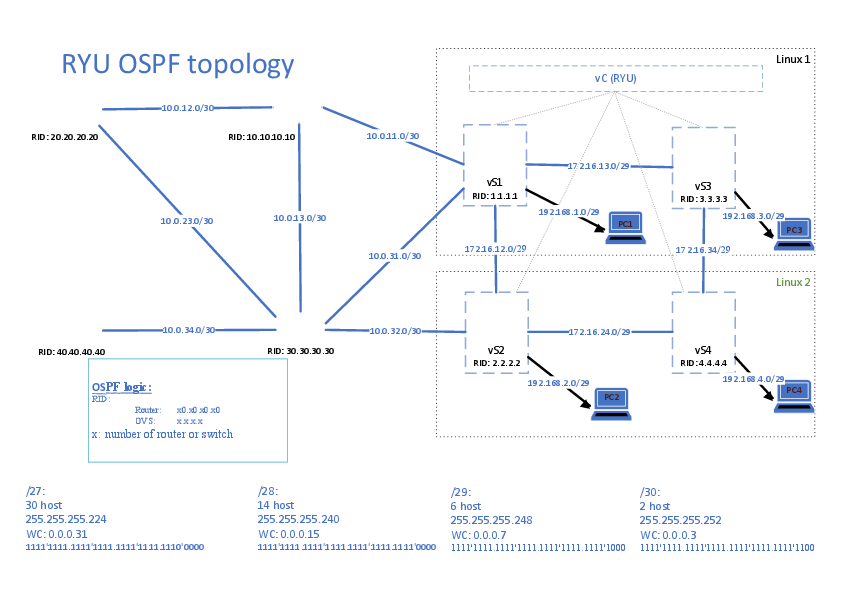 RYU OSPF topology
Linux 1
vC (RYU)
10.0.12.0/30
RID: 20.20.20.20
RID: 10.10.10.10
10.0.11.0/30
172.16.13.0/29
vS1
RID: 1.1.1.1
vS3
RID: 3.3.3.3
192.168.1.0/29
192.168.3.0/29
PC1
PC3
10.0.23.0/30
10.0.13.0/30
172.16.12.0/29
172.16.34/29
10.0.31.0/30
Linux 2
10.0.34.0/30
10.0.32.0/30
172.16.24.0/29
RID: 40.40.40.40
RID: 30.30.30.30
vS2
RID: 2.2.2.2
vS4
RID: 4.4.4.4
192.168.2.0/29
192.168.4.0/29
PC2
PC4
OSPF logic:
RID:
Router: x0.x0.x0.x0
OVS: x.x.x.x
x: number of router or switch
/27:
30 host
255.255.255.224
WC: 0.0.0.31
1111'1111.1111'1111.1111'1111.1110'0000
/28:
14 host
255.255.255.240
WC: 0.0.0.15
1111'1111.1111'1111.1111'1111.1111'0000
/29:
6 host
255.255.255.248
WC: 0.0.0.7
1111'1111.1111'1111.1111'1111.1111'1000
/30:
2 host
255.255.255.252
WC: 0.0.0.3
1111'1111.1111'1111.1111'1111.1111'1100